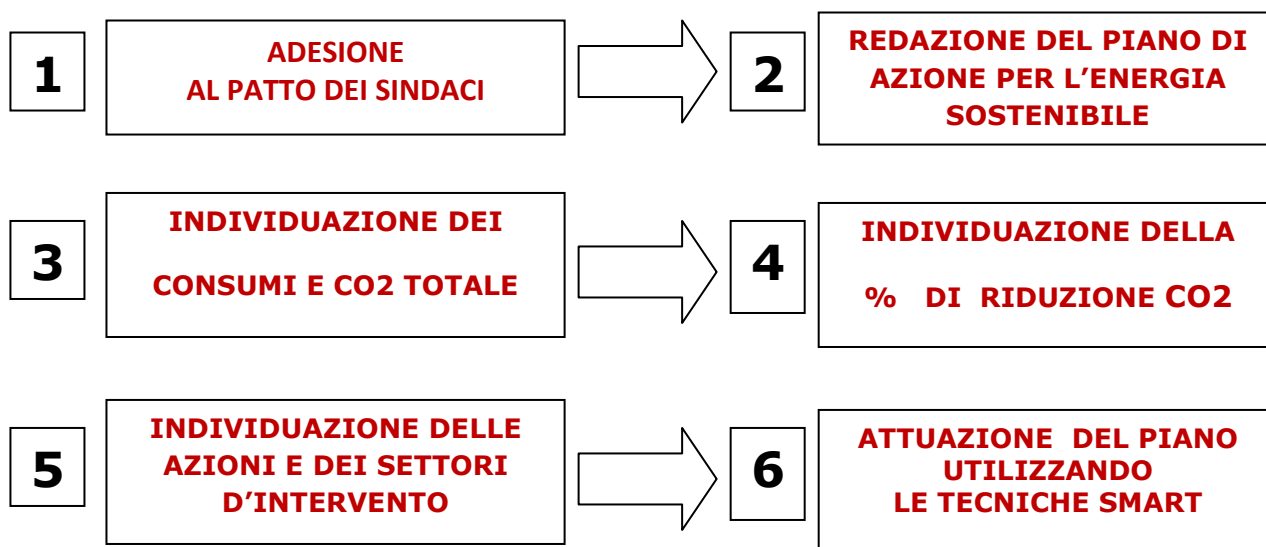 1
ADESIONE
AL PATTO DEI SINDACI
2
REDAZIONE DEL PIANO DI
AZIONE PER L’ENERGIA
SOSTENIBILE
3
INDIVIDUAZIONE DEI
CONSUMI E CO2 TOTALE
4
INDIVIDUAZIONE DELLA
% DI RIDUZIONE CO2
5
INDIVIDUAZIONE DELLE
AZIONI E DEI SETTORI
D’INTERVENTO
6
ATTUAZIONE DEL PIANO
UTILIZZANDO
LE TECNICHE SMART